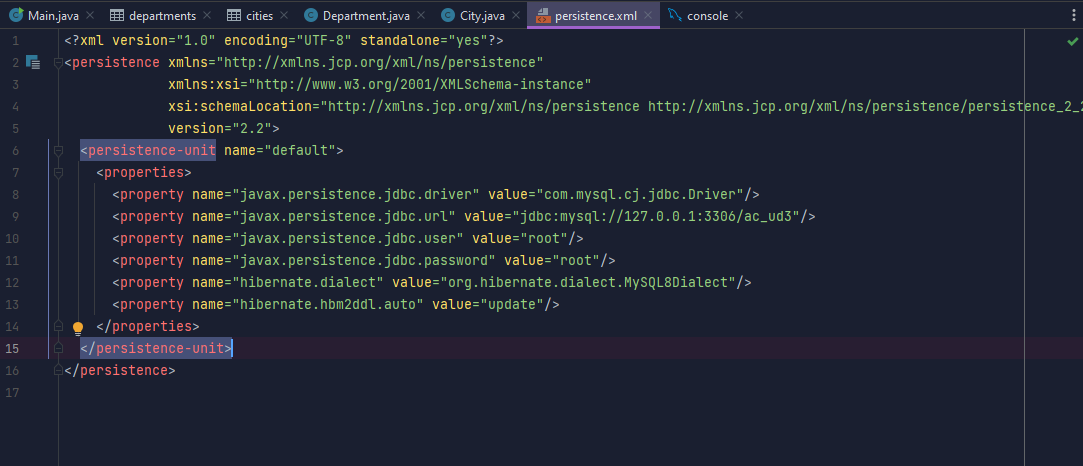 Main.java departments cities Department.java City.java persistence.xml console
1 <?xml version="1.0" encoding="UTF-8" standalone="yes"?>
2 <persistence xmlns="http://xmlns.jcp.org/xml/ns/persistence"
3 xmlns:xsi="http://www.w3.org/2001/XMLSchema-instance"
4 xsi:schemaLocation="http://xmlns.jcp.org/xml/ns/persistence http://xmlns.jcp.org/xml/ns/persistence/persistence_2_2
5 version="2.2">
6 <persistence-unit name="default">
7 <properties>
8 <property name="javax.persistence.jdbc.driver" value="com.mysql.cj.jdbc.Driver"/>
9 <property name="javax.persistence.jdbc.url" value="jdbc:mysql://127.0.0.1:3306/ac_ud3"/>
10 <property name="javax.persistence.jdbc.user" value="root"/>
11 <property name="javax.persistence.jdbc.password" value="root"/>
12 <property name="hibernate.dialect" value="org.hibernate.dialect.MySQL8Dialect"/>
13 <property name="hibernate.hbm2ddl.auto" value="update"/>
14 </properties>
15 </persistence-unit>
16 </persistence>
17